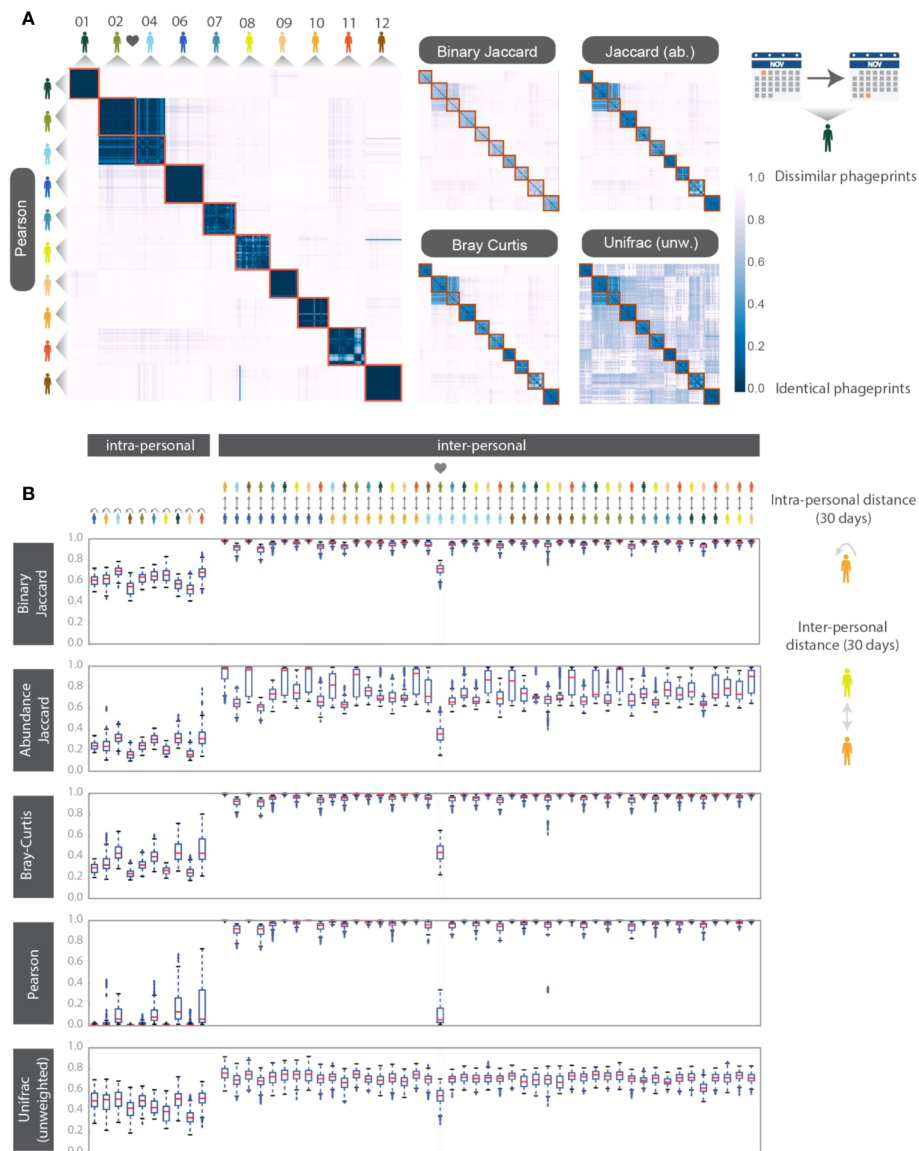 A
01 02 04 06 07 08 09 10 11 12
Pearson
Binary Jaccard
Jaccard (ab.)
Bray Curtis
Unifrac (unw.)
NOV
NOV
1.0
Dissimilar phageprints
0.8
0.6
0.4
0.2
0.0
Identical phageprints
intra-personal
inter-personal
B
Intra-personal distance
(30 days)
Inter-personal
distance (30 days)
Binary
Jaccard
1.0
0.8
0.6
0.4
0.2
0.0
Abundance
Jaccard
1.0
0.8
0.6
0.4
0.2
0.0
Bray-Curtis
1.0
0.8
0.6
0.4
0.2
0.0
Pearson
1.0
0.8
0.6
0.4
0.2
0.0
Unifrac
(unweighted)
1.0
0.8
0.6
0.4
0.2
0.0